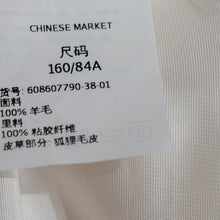 CHINESE MARKET
尺码
160/84A
货号: 608607790-38-01
面料
100% 羊毛
里料
100% 粘胶纤维
皮草部分: 狐狸毛皮